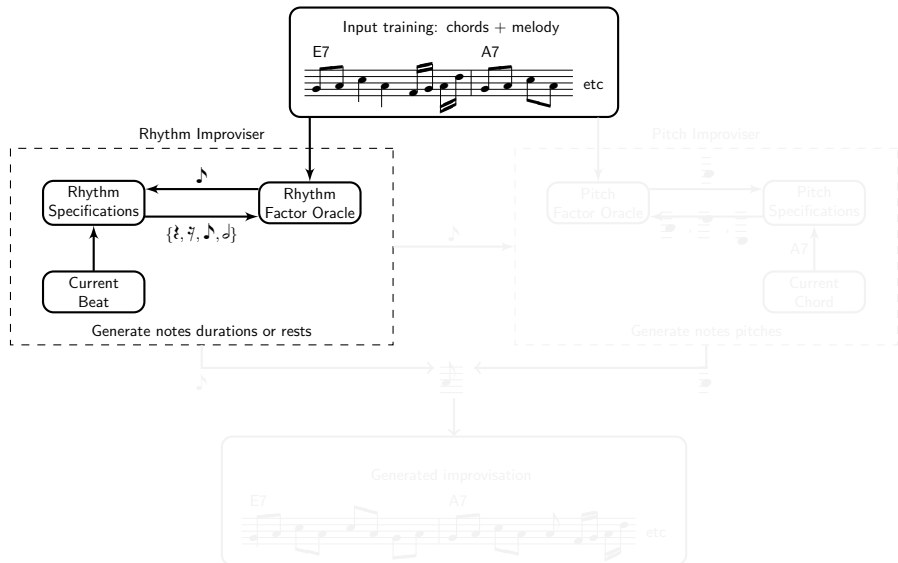 Input training: chords + melody
E7 A7
etc
Rhythm Improviser Pitch Improviser
Rhythm
Specifications
Rhythm
Factor Oracle
Pitch
Factor Oracle
Pitch
Specifications
A7
Current
Beat
Current
Chord
Generate notes durations or rests
Generate notes pitches
Generated improvisation
E7 A7
etc